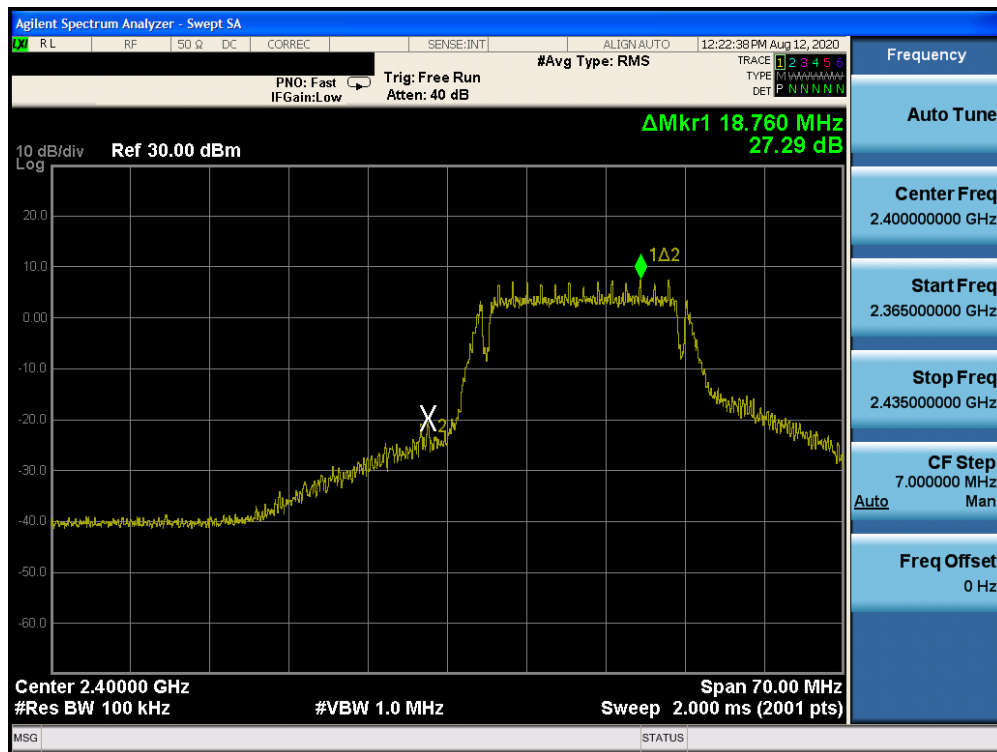 Agilent Spectrum Analyzer - Swept SA
LXI RL RF 50 Ω DC CORREC SENSE:INT ALIGN AUTO 12:22:38 PM Aug 12, 2020
PNO: Fast
IFGain:Low
Trig: Free Run
Atten: 40 dB
#Avg Type: RMS
TRACE 1 2 3 4 5 6
TYPE M WWWWW
DET P N N N N N
ΔMkr1 18.760 MHz
27.29 dB
10 dB/div
Log
Ref 30.00 dBm
20.0
10.0
0.00
-10.0
-20.0
-30.0
-40.0
-50.0
-60.0
1Δ2
X2
Center 2.40000 GHz
Span 70.00 MHz
#Res BW 100 kHz
#VBW 1.0 MHz
Sweep 2.000 ms (2001 pts)
MSG
STATUS
Frequency
Auto Tune
Center Freq
2.400000000 GHz
Start Freq
2.365000000 GHz
Stop Freq
2.435000000 GHz
CF Step
7.000000 MHz
Auto Man
Freq Offset
0 Hz